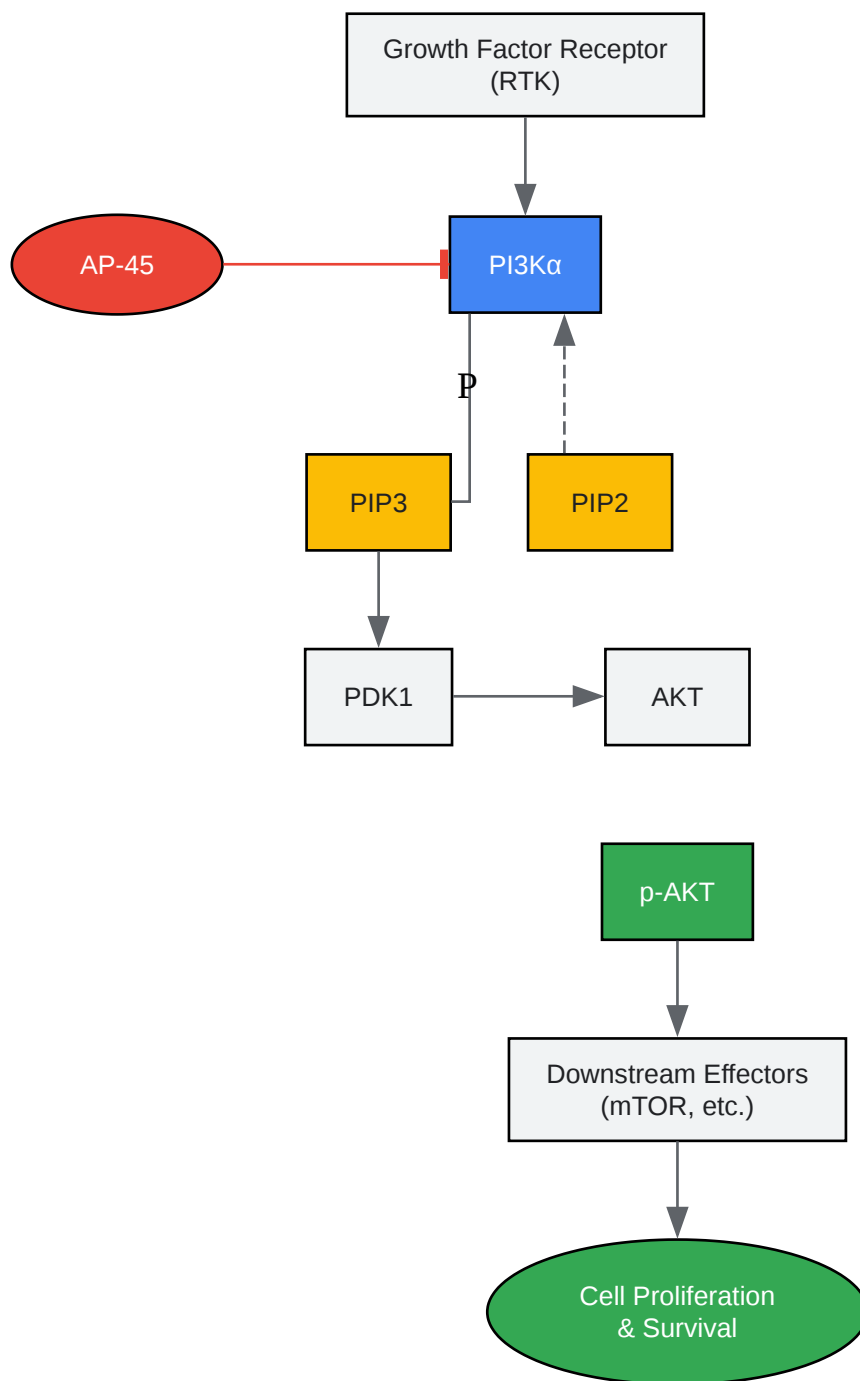 Growth Factor Receptor
(RTK)
AP-45
PI3Kα
P
PIP3
PIP2
PDK1
AKT
p-AKT
Downstream Effectors
(mTOR, etc.)
Cell Proliferation
& Survival